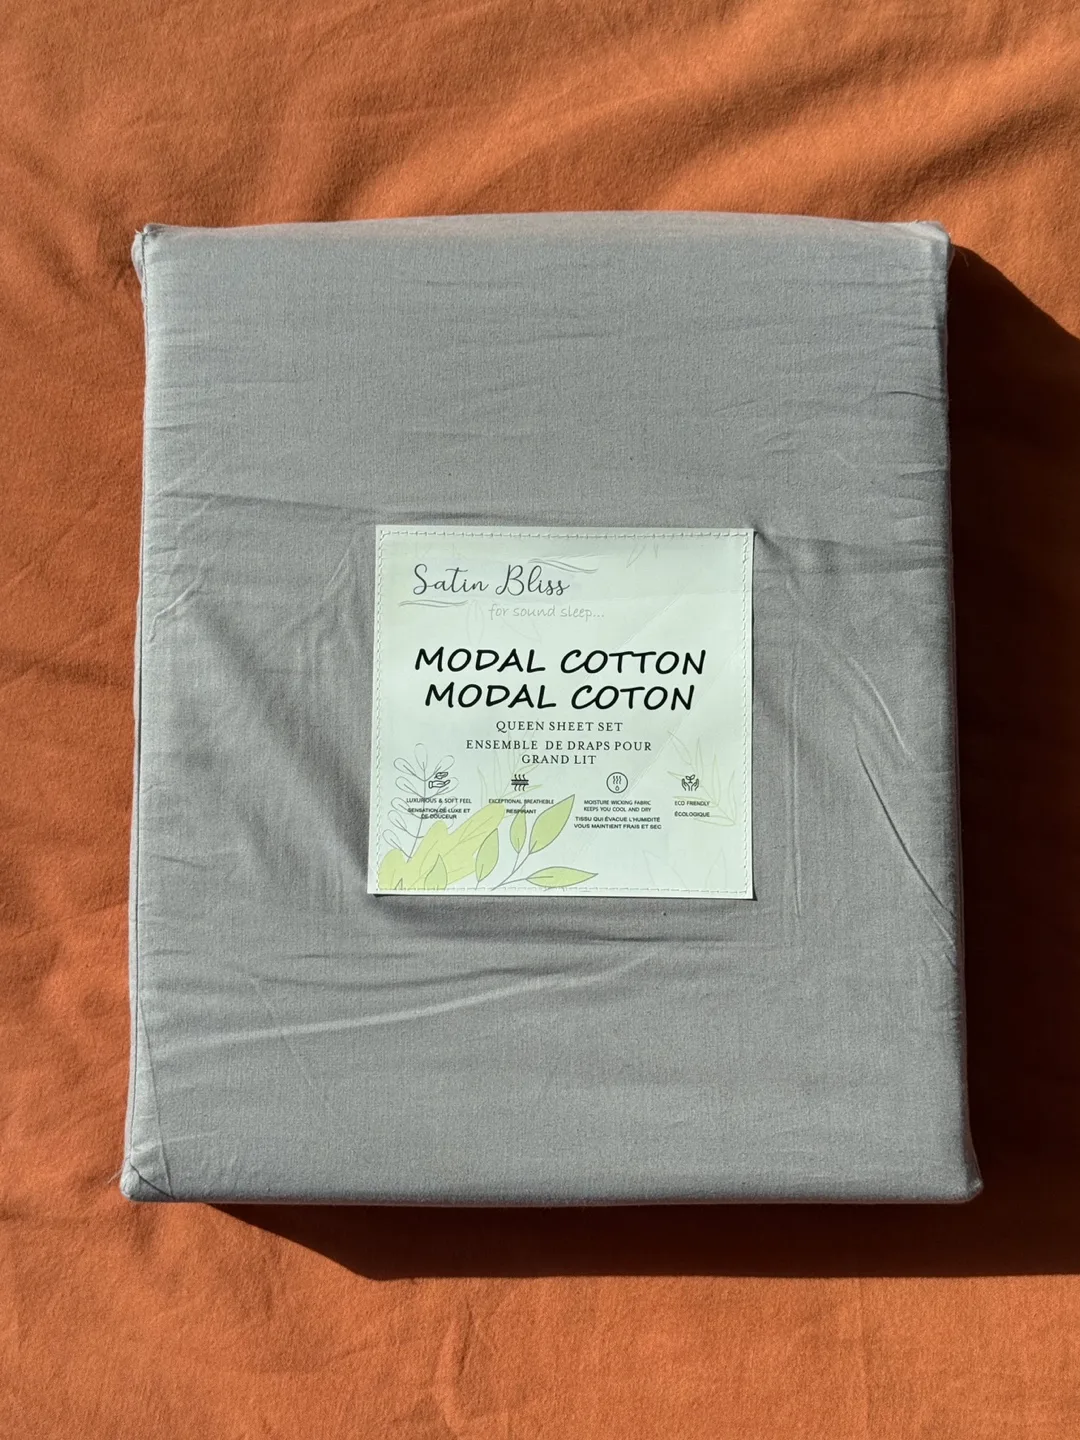 Satin Bliss
for sound sleep...
MODAL COTTON
MODAL COTON
QUEEN SHEET SET
ENSEMBLE DE DRAPS POUR
GRAND LIT
LUXURIOUS & SOFT FEEL
SENSATION DE LUXE ET
DE DOUCEUR
EXCEPTIONAL BREATHEBLE
RESPIRANT
MOISTURE WICKING FABRIC
KEEPS YOU COOL AND DRY
TISSU QUI ÉVACUE L'HUMIDITÉ
VOUS MAINTIENT FRAIS ET SEC
ECO FRIENDLY
ÉCOLOGIQUE